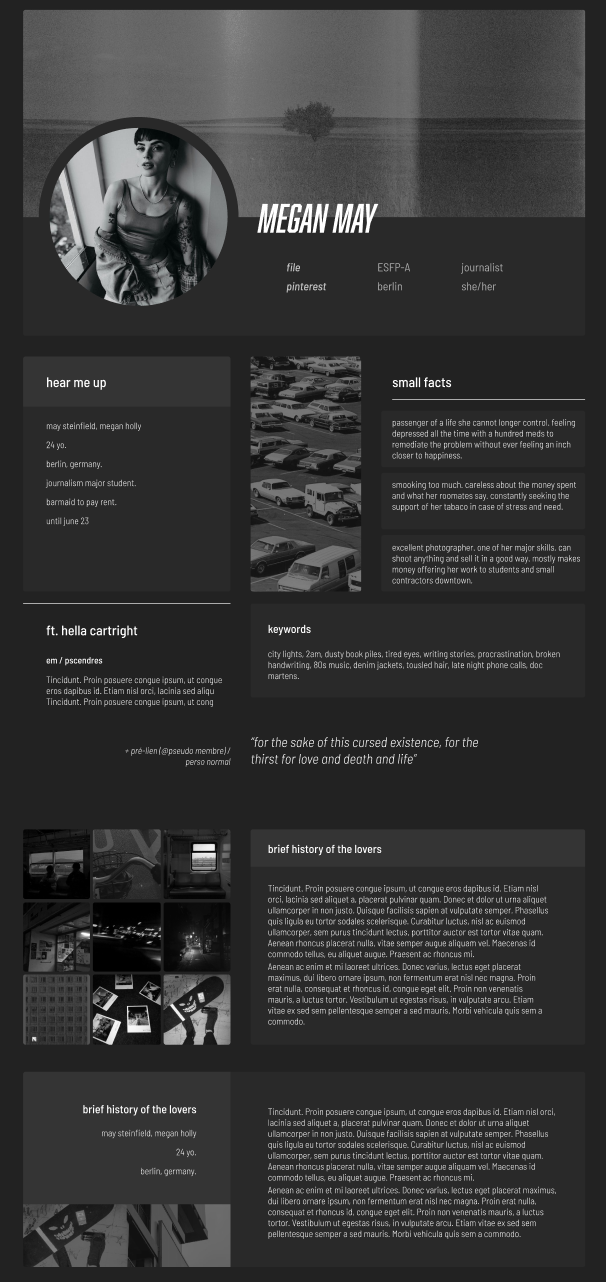 MEGAN MAY
file ESFP-A journalist
pinterest berlin she/her
hear me up
may steinfield, megan holly
24 yo.
berlin, germany.
journalism major student.
barmaid to pay rent.
until june 23
small facts
passenger of a life she cannot longer control. feeling
depressed all the time with a hundred meds to
remediate the problem without ever feeling an inch
closer to happiness.
smooking too much. careless about the money spent
and what her roomates say. constantly seeking the
support of her tabaco in case of stress and need.
excellent photographer. one of her major skills. can
shoot anything and sell it in a good way. mostly makes
money offering her work to students and small
contractors downtown.
ft. hella cartright
em / pscendres
Tincidunt. Proin posuere congue ipsum, ut congue
eros dapibus id. Etiam nisl orci, lacinia sed aliqu
Tincidunt. Proin posuere congue ipsum, ut cong
+ pré-lien (@pseudo membre) /
perso normal
keywords
city lights, 2am, dusty book piles, tired eyes, writing stories, procrastination, broken
handwriting, 80s music, denim jackets, tousled hair, late night phone calls, doc
martens.
“for the sake of this cursed existence, for the
thirst for love and death and life”
brief history of the lovers
Tincidunt. Proin posuere congue ipsum, ut congue eros dapibus id. Etiam nisl
orci, lacinia sed aliquet a, placerat pulvinar quam. Donec et dolor ut urna aliquet
ullamcorper in non justo. Quisque facilisis sapien at vulputate semper. Phasellus
quis ligula eu tortor sodales scelerisque. Curabitur luctus, nisl ac euismod
ullamcorper, sem purus tincidunt lectus, porttitor auctor est tortor vitae quam.
Aenean rhoncus placerat nulla, vitae semper augue aliquam vel. Maecenas id
commodo tellus, eu aliquet augue. Praesent ac rhoncus mi.
Aenean ac enim et mi laoreet ultrices. Donec varius, lectus eget placerat
maximus, dui libero ornare ipsum, non fermentum erat nisl nec magna. Proin
erat nulla, consequat et rhoncus id, congue eget elit. Proin non venenatis
mauris, a luctus tortor. Vestibulum ut egestas risus, in vulputate arcu. Etiam
vitae ex sed sem pellentesque semper a sed mauris. Morbi vehicula quis sem a
commodo.
brief history of the lovers
may steinfield, megan holly
24 yo.
berlin, germany.
Tincidunt. Proin posuere congue ipsum, ut congue eros dapibus id. Etiam nisl orci,
lacinia sed aliquet a, placerat pulvinar quam. Donec et dolor ut urna aliquet
ullamcorper in non justo. Quisque facilisis sapien at vulputate semper. Phasellus
quis ligula eu tortor sodales scelerisque. Curabitur luctus, nisl ac euismod
ullamcorper, sem purus tincidunt lectus, porttitor auctor est tortor vitae quam.
Aenean rhoncus placerat nulla, vitae semper augue aliquam vel. Maecenas id
commodo tellus, eu aliquet augue. Praesent ac rhoncus mi.
Aenean ac enim et mi laoreet ultrices. Donec varius, lectus eget placerat maximus,
dui libero ornare ipsum, non fermentum erat nisl nec magna. Proin erat nulla,
consequat et rhoncus id, congue eget elit. Proin non venenatis mauris, a luctus
tortor. Vestibulum ut egestas risus, in vulputate arcu. Etiam vitae ex sed sem
pellentesque semper a sed mauris. Morbi vehicula quis sem a commodo.